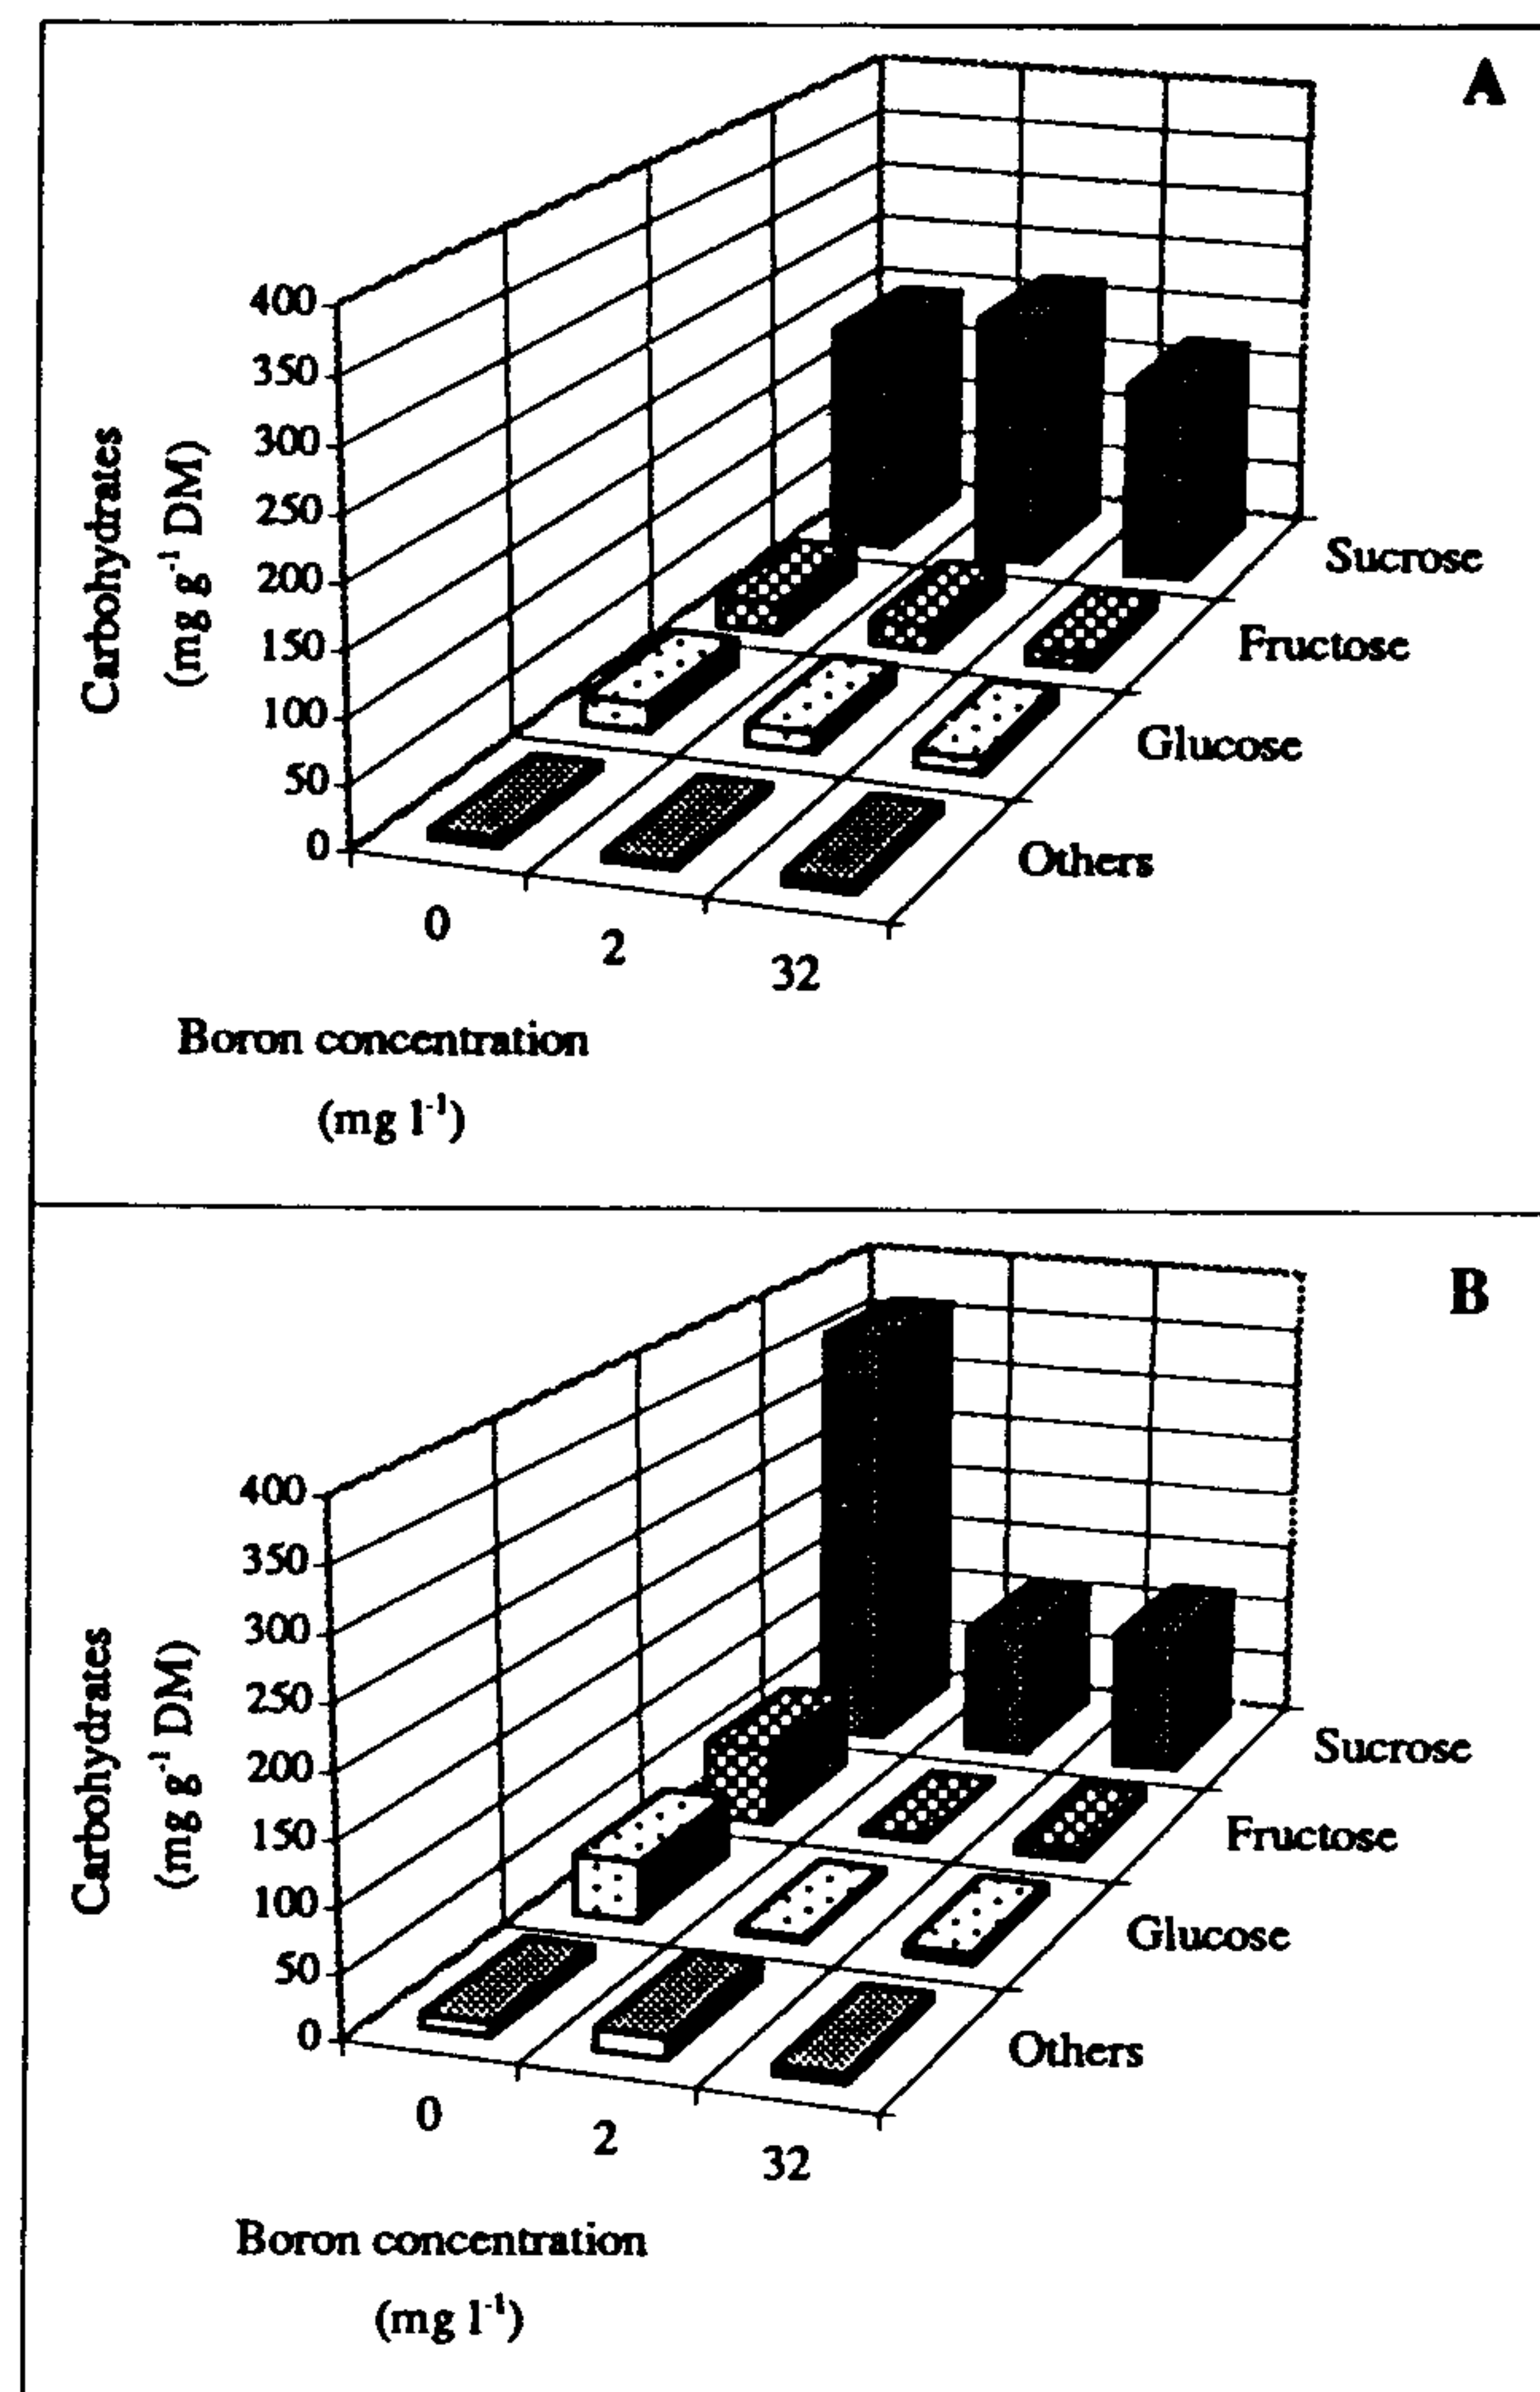 A
400
350
300
250
200
150
100
50
0
Carbohydrates
(mg g⁻¹ DM)
Sucrose
Fructose
Glucose
Others
0
2
32
Boron concentration
(mg l⁻¹)
B
400
350
300
250
200
150
100
50
0
Carbohydrates
(mg g⁻¹ DM)
Sucrose
Fructose
Glucose
Others
0
2
32
Boron concentration
(mg l⁻¹)